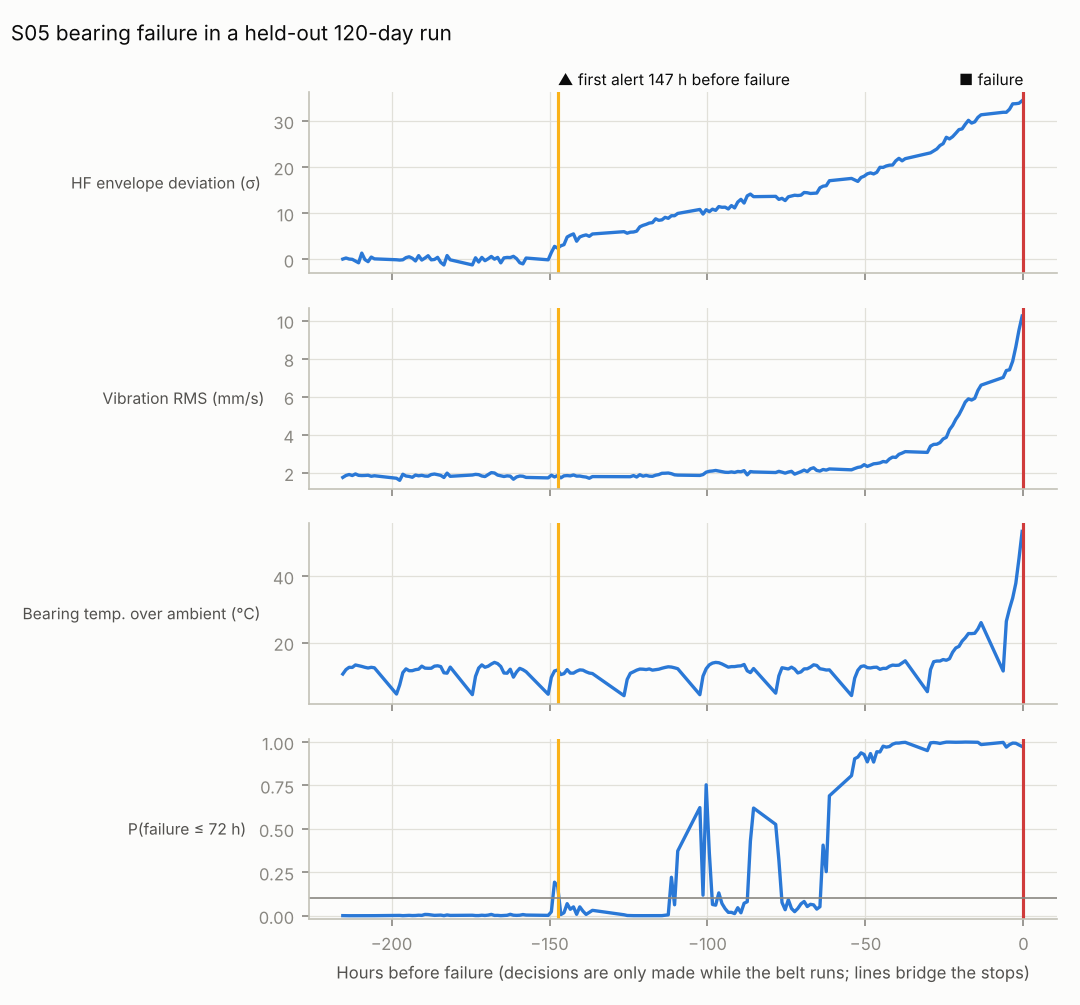 S05 bearing failure in a held-out 120-day run
▲ first alert 147 h before failure
■ failure
30
20
10
0
HF envelope deviation (σ)
10
8
6
4
2
Vibration RMS (mm/s)
40
20
Bearing temp. over ambient (°C)
1.00
0.75
0.50
0.25
0.00
P(failure ≤ 72 h)
−200
−150
−100
−50
0
Hours before failure (decisions are only made while the belt runs; lines bridge the stops)